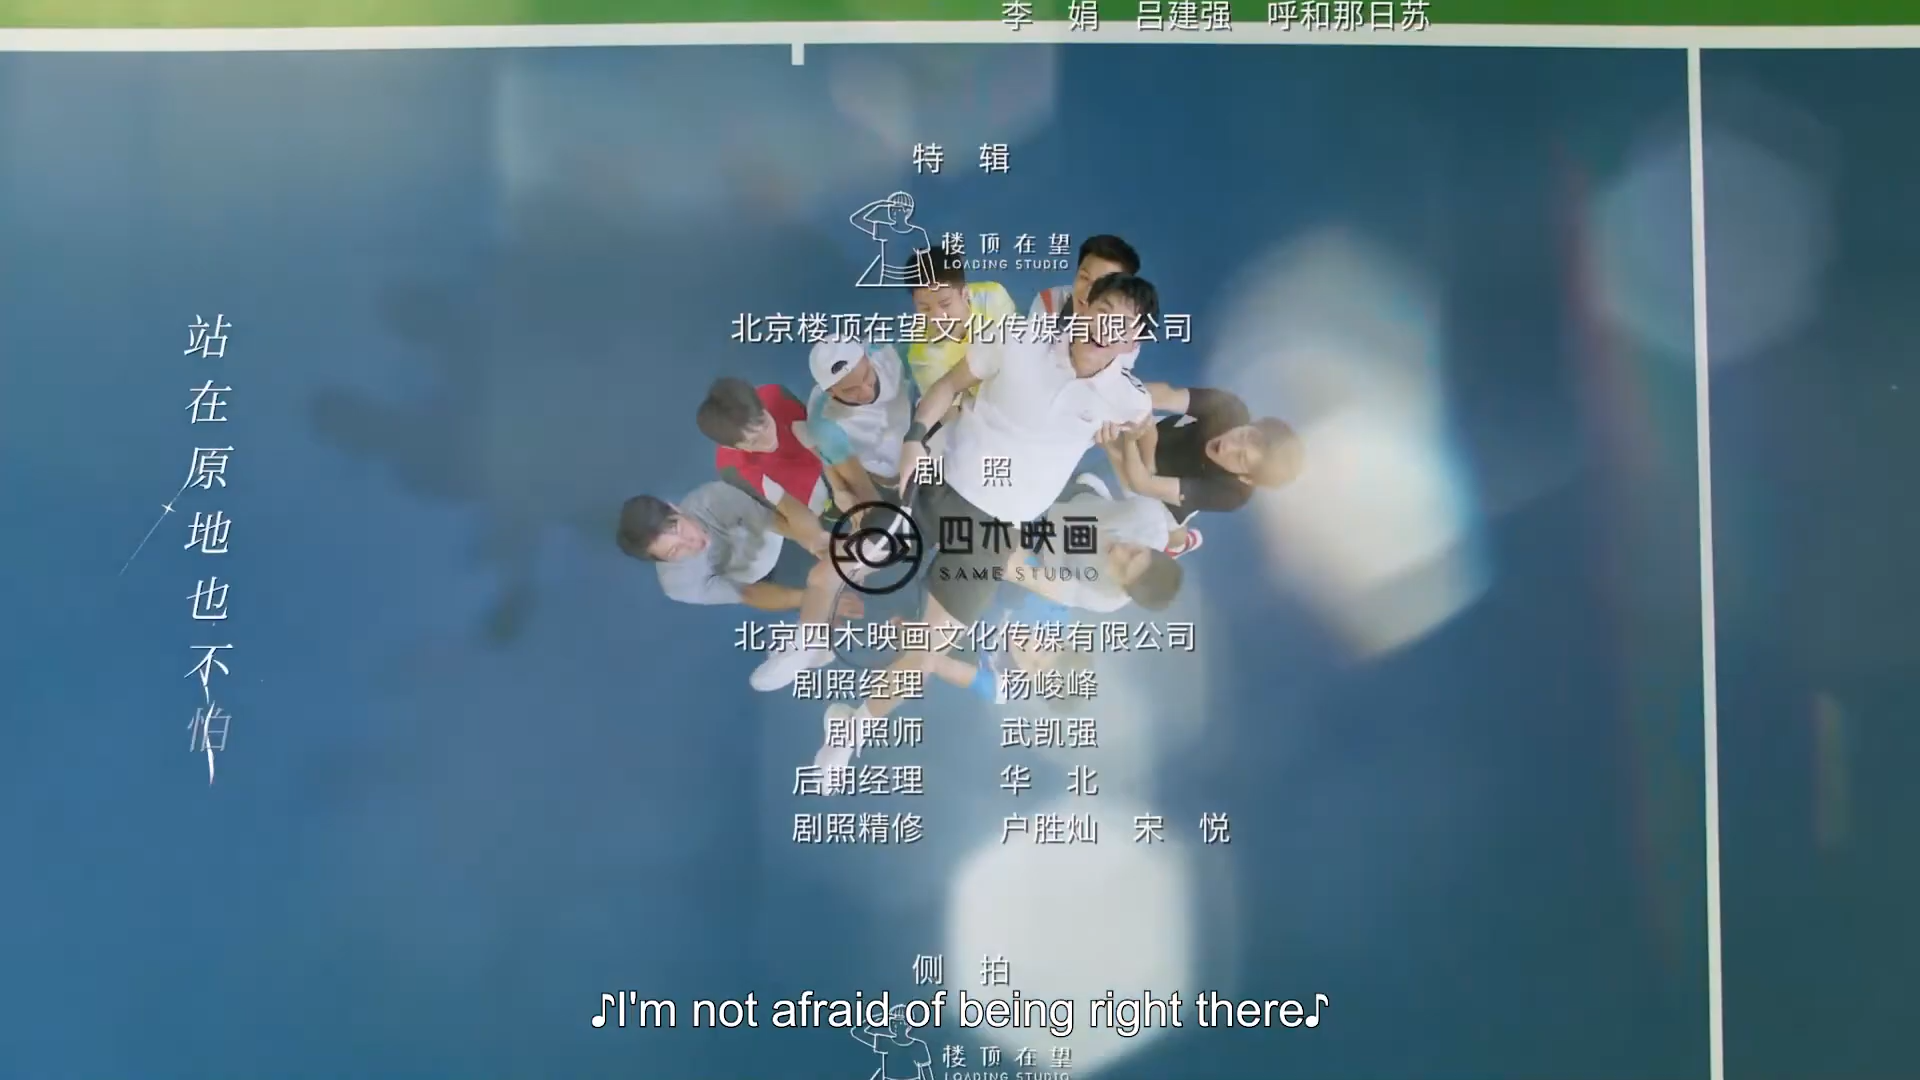 李 娟 吕建强 呼和那日苏
特 辑
楼顶在望
LOADING STUDIO
北京楼顶在望文化传媒有限公司
站在原地也不怕
剧 照
四木映画
SAME STUDIO
北京四木映画文化传媒有限公司
剧照经理 杨峻峰
剧照师 武凯强
后期经理 华 北
剧照精修 户胜灿 宋 悦
侧 拍
♪I'm not afraid of being right there♪
楼顶在望
LOADING STUDIO